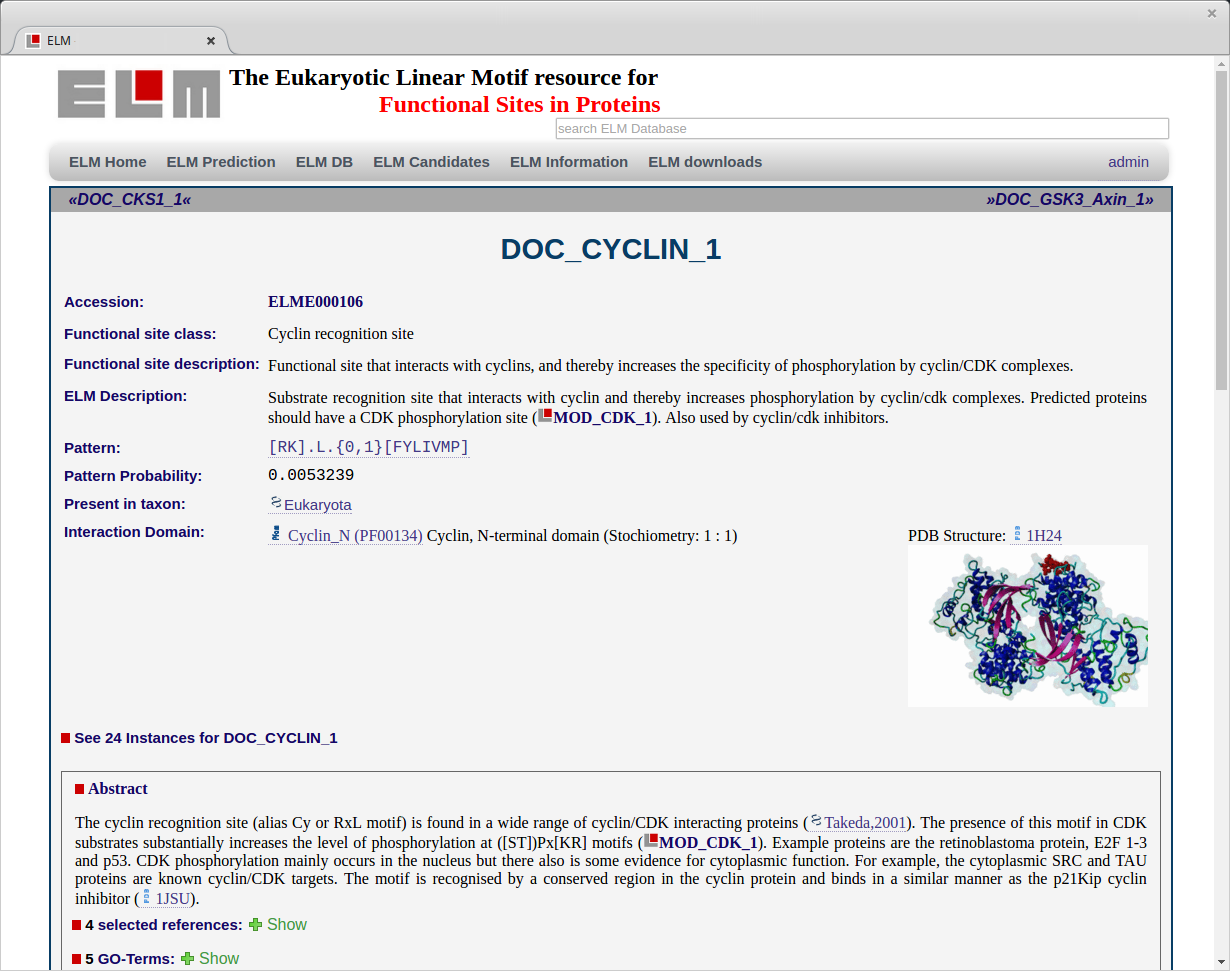 ELM
ELM
The Eukaryotic Linear Motif resource for
Functional Sites in Proteins
search ELM Database
ELM Home ELM Prediction ELM DB ELM Candidates ELM Information ELM downloads admin
«DOC_CKS1_1« »DOC_GSK3_Axin_1»
DOC_CYCLIN_1
Accession: ELME000106
Functional site class: Cyclin recognition site
Functional site description: Functional site that interacts with cyclins, and thereby increases the specificity of phosphorylation by cyclin/CDK complexes.
ELM Description: Substrate recognition site that interacts with cyclin and thereby increases phosphorylation by cyclin/cdk complexes. Predicted proteins
should have a CDK phosphorylation site (MOD_CDK_1). Also used by cyclin/cdk inhibitors.
Pattern: [RK].L.{0,1}[FYLIVMP]
Pattern Probability: 0.0053239
Present in taxon: Eukaryota
Interaction Domain: Cyclin_N (PF00134) Cyclin, N-terminal domain (Stochiometry: 1 : 1) PDB Structure: 1H24
See 24 Instances for DOC_CYCLIN_1
Abstract
The cyclin recognition site (alias Cy or RxL motif) is found in a wide range of cyclin/CDK interacting proteins (Takeda,2001). The presence of this motif in CDK
substrates substantially increases the level of phosphorylation at ([ST])Px[KR] motifs (MOD_CDK_1). Example proteins are the retinoblastoma protein, E2F 1-3
and p53. CDK phosphorylation mainly occurs in the nucleus but there also is some evidence for cytoplasmic function. For example, the cytoplasmic SRC and TAU
proteins are known cyclin/CDK targets. The motif is recognised by a conserved region in the cyclin protein and binds in a similar manner as the p21Kip cyclin
inhibitor (1JSU).
4 selected references: Show
5 GO-Terms: Show